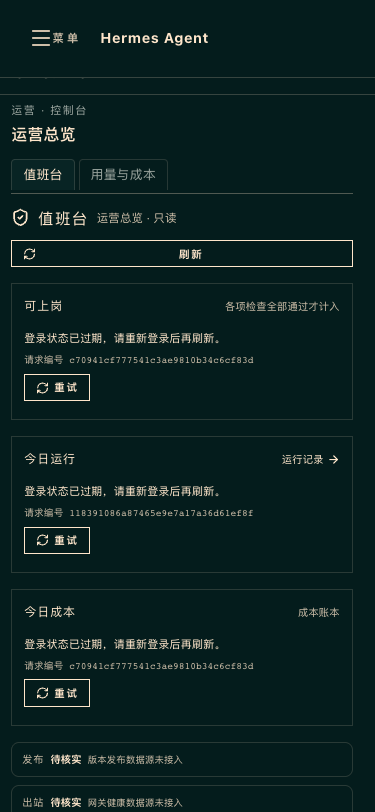 菜单 Hermes Agent
运营 · 控制台
运营总览
值班台 用量与成本
值班台 运营总览 · 只读
刷新
可上岗 各项检查全部通过才计入
登录状态已过期，请重新登录后再刷新。
请求编号 c70941cf777541c3ae9810b34c6cf83d
重试
今日运行 运行记录 →
登录状态已过期，请重新登录后再刷新。
请求编号 118391086a87465e9e7a17a36d61ef8f
重试
今日成本 成本账本
登录状态已过期，请重新登录后再刷新。
请求编号 c70941cf777541c3ae9810b34c6cf83d
重试
发布 待核实 版本发布数据源未接入
出站 待核实 网关健康数据源未接入